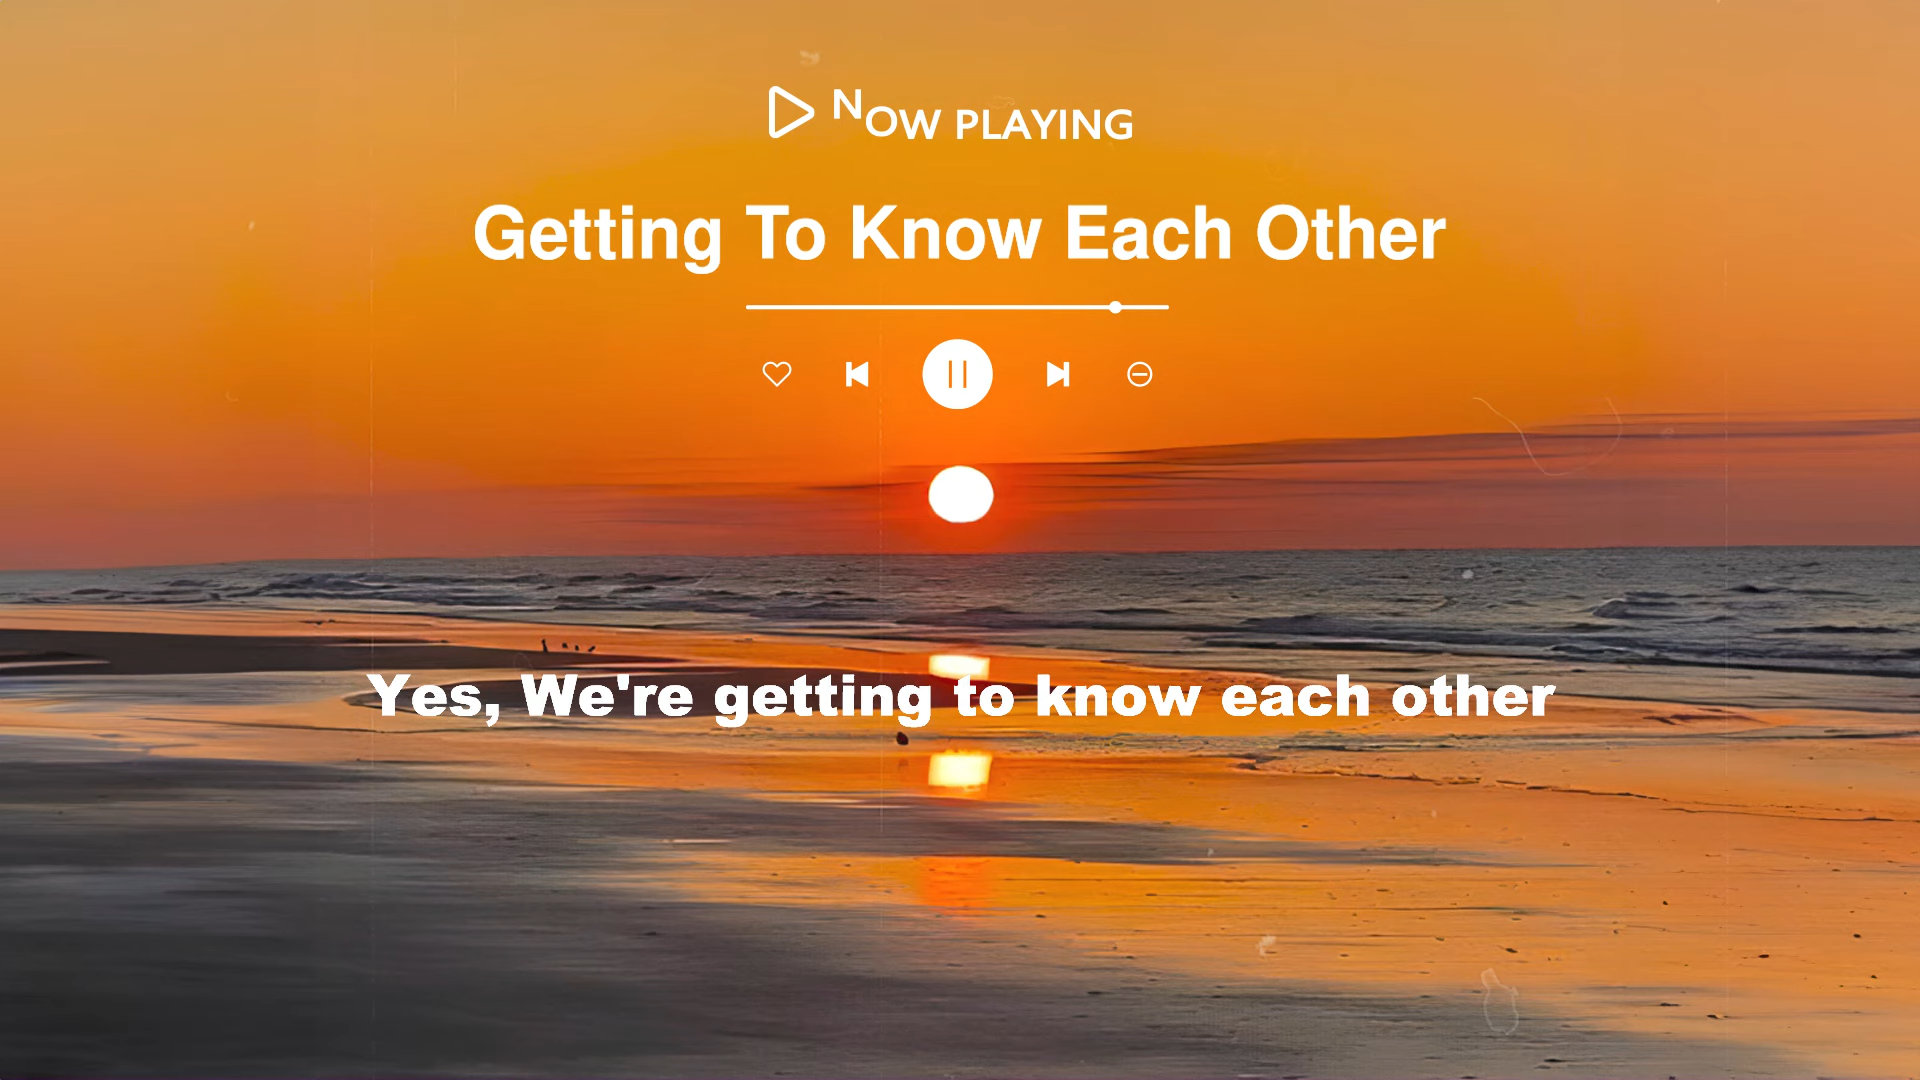 NOW PLAYING
Getting To Know Each Other
Yes, We're getting to know each other